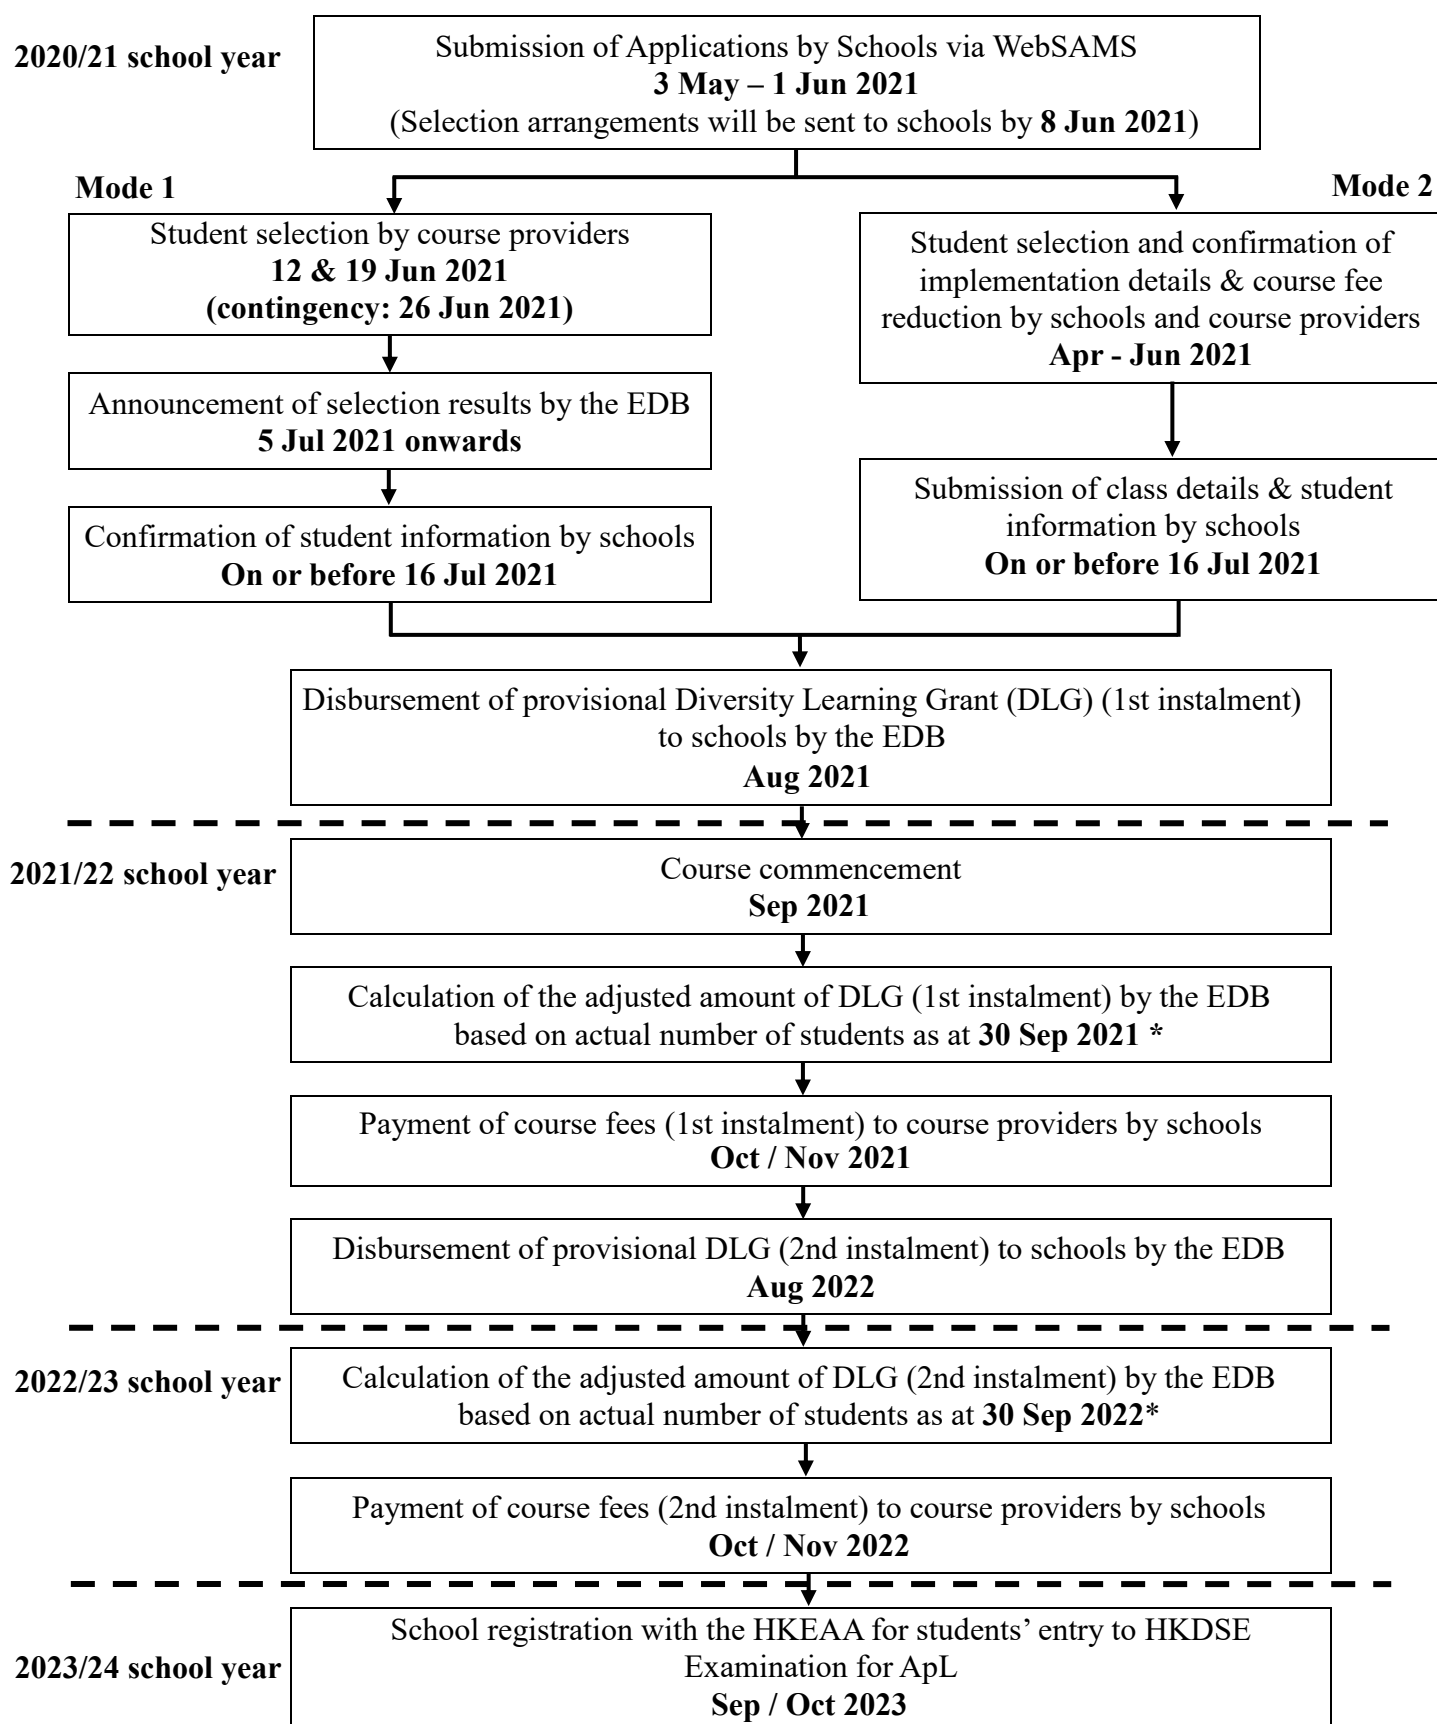 2020/21 school year
Submission of Applications by Schools via WebSAMS
3 May – 1 Jun 2021
(Selection arrangements will be sent to schools by 8 Jun 2021)
Mode 1
Student selection by course providers
12 & 19 Jun 2021
(contingency: 26 Jun 2021)
Announcement of selection results by the EDB
5 Jul 2021 onwards
Confirmation of student information by schools
On or before 16 Jul 2021
Mode 2
Student selection and confirmation of
implementation details & course fee
reduction by schools and course providers
Apr - Jun 2021
Submission of class details & student
information by schools
On or before 16 Jul 2021
Disbursement of provisional Diversity Learning Grant (DLG) (1st instalment)
to schools by the EDB
Aug 2021
2021/22 school year
Course commencement
Sep 2021
Calculation of the adjusted amount of DLG (1st instalment) by the EDB
based on actual number of students as at 30 Sep 2021 *
Payment of course fees (1st instalment) to course providers by schools
Oct / Nov 2021
Disbursement of provisional DLG (2nd instalment) to schools by the EDB
Aug 2022
2022/23 school year
Calculation of the adjusted amount of DLG (2nd instalment) by the EDB
based on actual number of students as at 30 Sep 2022*
Payment of course fees (2nd instalment) to course providers by schools
Oct / Nov 2022
2023/24 school year
School registration with the HKEAA for students’ entry to HKDSE
Examination for ApL
Sep / Oct 2023